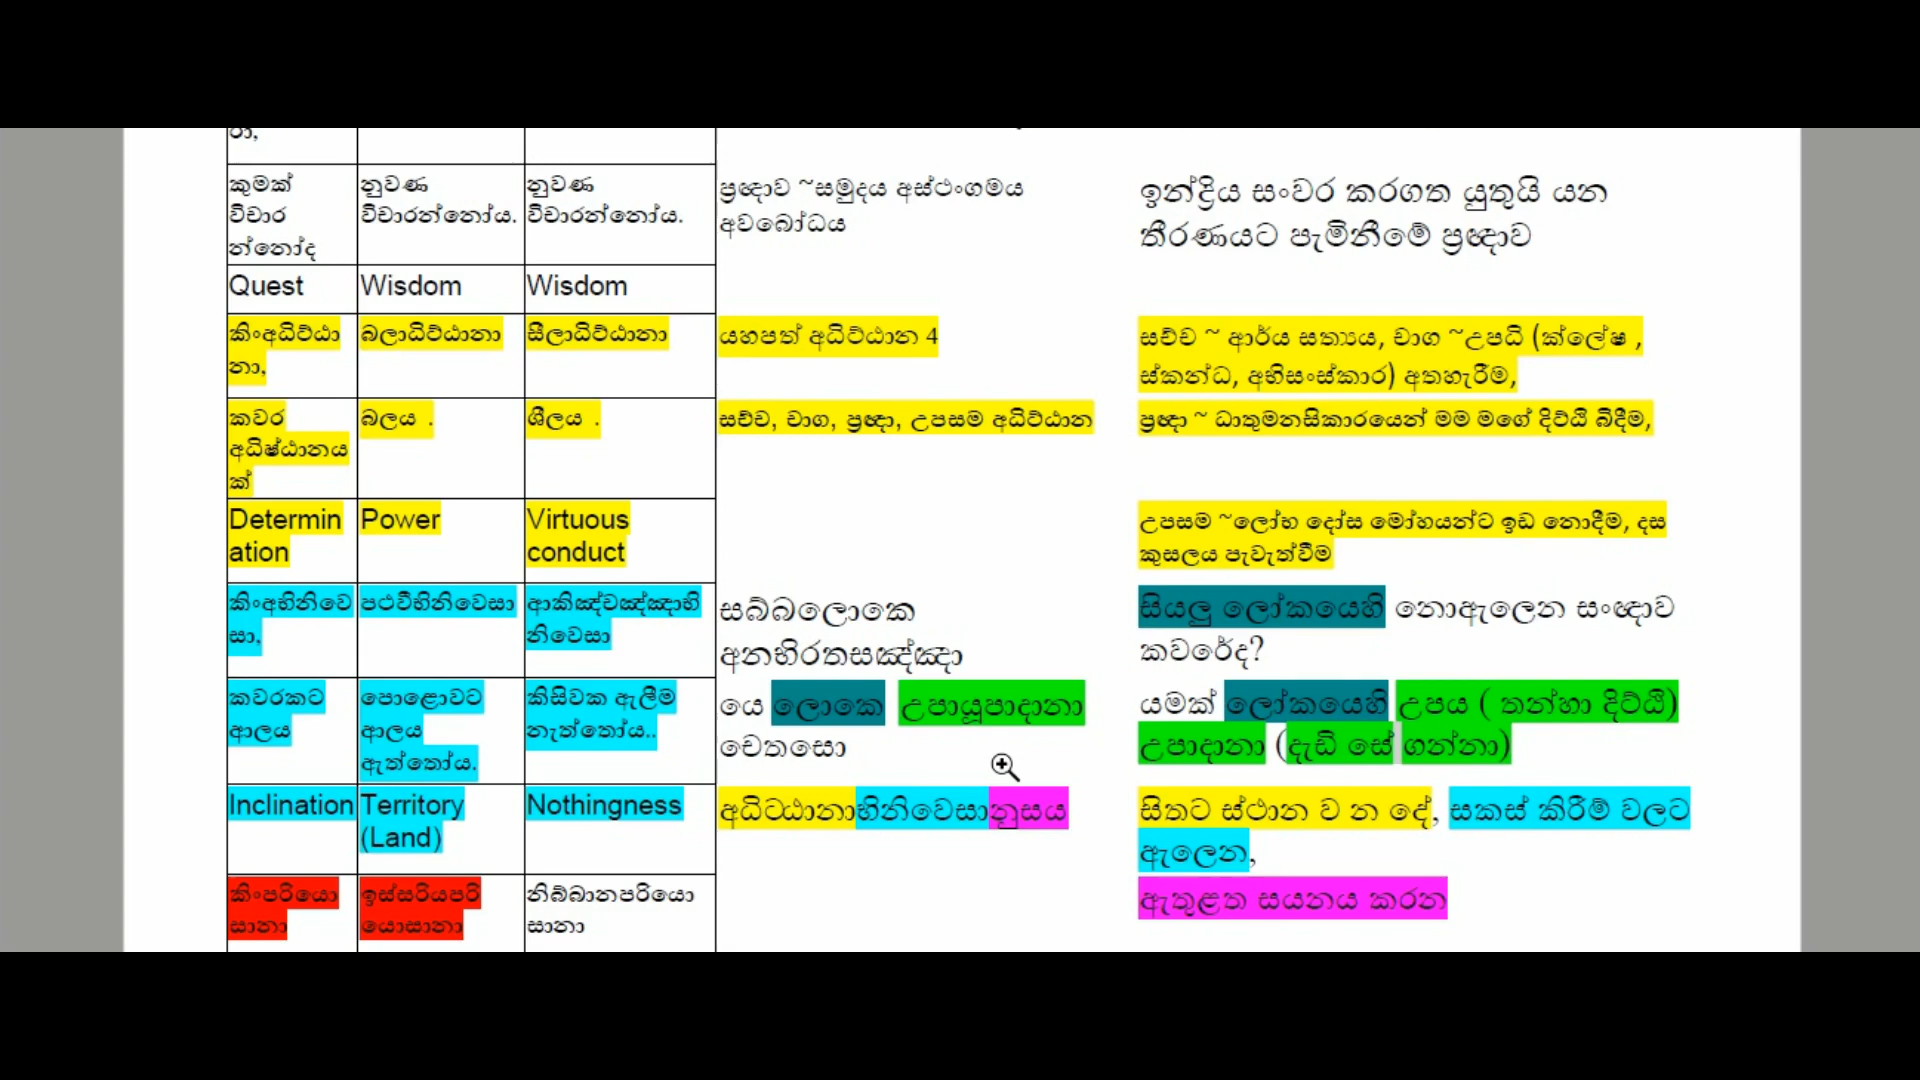 රා,
කුමක් විචාර න්නෝද
නුවණ විචාරන්නෝය.
නුවණ විචාරන්නෝය.
ප්‍රඥාව ~සමුදය අස්ථංගමය
අවබෝධය
ඉන්ද්‍රිය සංවර කරගත යුතුයි යන
තීරණයට පැමිනීමේ ප්‍රඥාව
Quest
Wisdom
Wisdom
කිංඅධිට්ඨා
නා,
බලාධිට්ඨානා
සීලාධිට්ඨානා
යහපත් අධිට්ඨාන 4
සච්ච ~ ආර්ය සත්‍යය, චාග ~උපධි (ක්ලේෂ ,
ස්කන්ධ, අභිසංස්කාර) අතහැරීම,
කවර
අධිෂ්ඨානය
ක්
බලය .
ශීලය .
සච්ච, චාග, ප්‍රඥා, උපසම අධිට්ඨාන
ප්‍රඥා ~ ධාතුමනසිකාරයෙන් මම මගේ දිට්ඨි බිදීම,
Determin
ation
Power
Virtuous
conduct
උපසම ~ලෝභ දෝස මෝහයන්ට ඉඩ නොදීම, දස
කුසලය පැවැත්වීම
කිංඅභිනිවෙ
සා,
පථවීභිනිවෙසා
ආකිඤ්චඤ්ඤාභි
නිවෙසා
සබ්බලොකෙ
අනභිරතසඤ්ඤා
සියලු ලෝකයෙහි නොඇලෙන සංඥාව
කවරේද?
කවරකට
ආලය
පොළොවට
ආලය
ඇත්තෝය.
කිසිවක ඇලීම
නැත්තෝය..
යෙ ලොකෙ උපායූපාදානා
චෙතසො
යමක් ලෝකයෙහි උපය ( තන්හා දිට්ඨි)
උපාදානා (දැඩි සේ ගන්නා)
Inclination
Territory
(Land)
Nothingness
අධිට්ඨානාභිනිවෙසානුසය
සිතට ස්ථාන ව න දේ, සකස් කිරීම් වලට
ඇලෙන,
ඇතුළත සයනය කරන
කිංපරියො
සානා
ඉස්සරියපරි
යොසානා
නිබ්බානපරියො
සානා